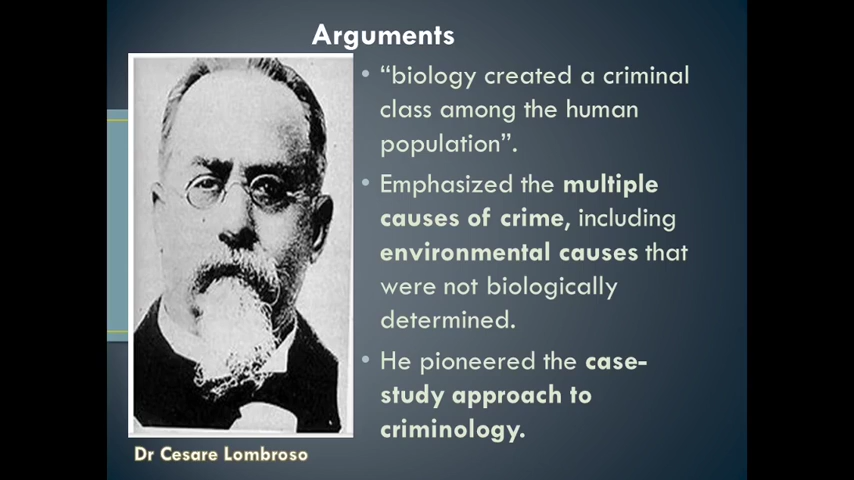 Arguments
• “biology created a criminal
class among the human
population”.
• Emphasized the multiple
causes of crime, including
environmental causes that
were not biologically
determined.
• He pioneered the case-
study approach to
criminology.
Dr Cesare Lombroso